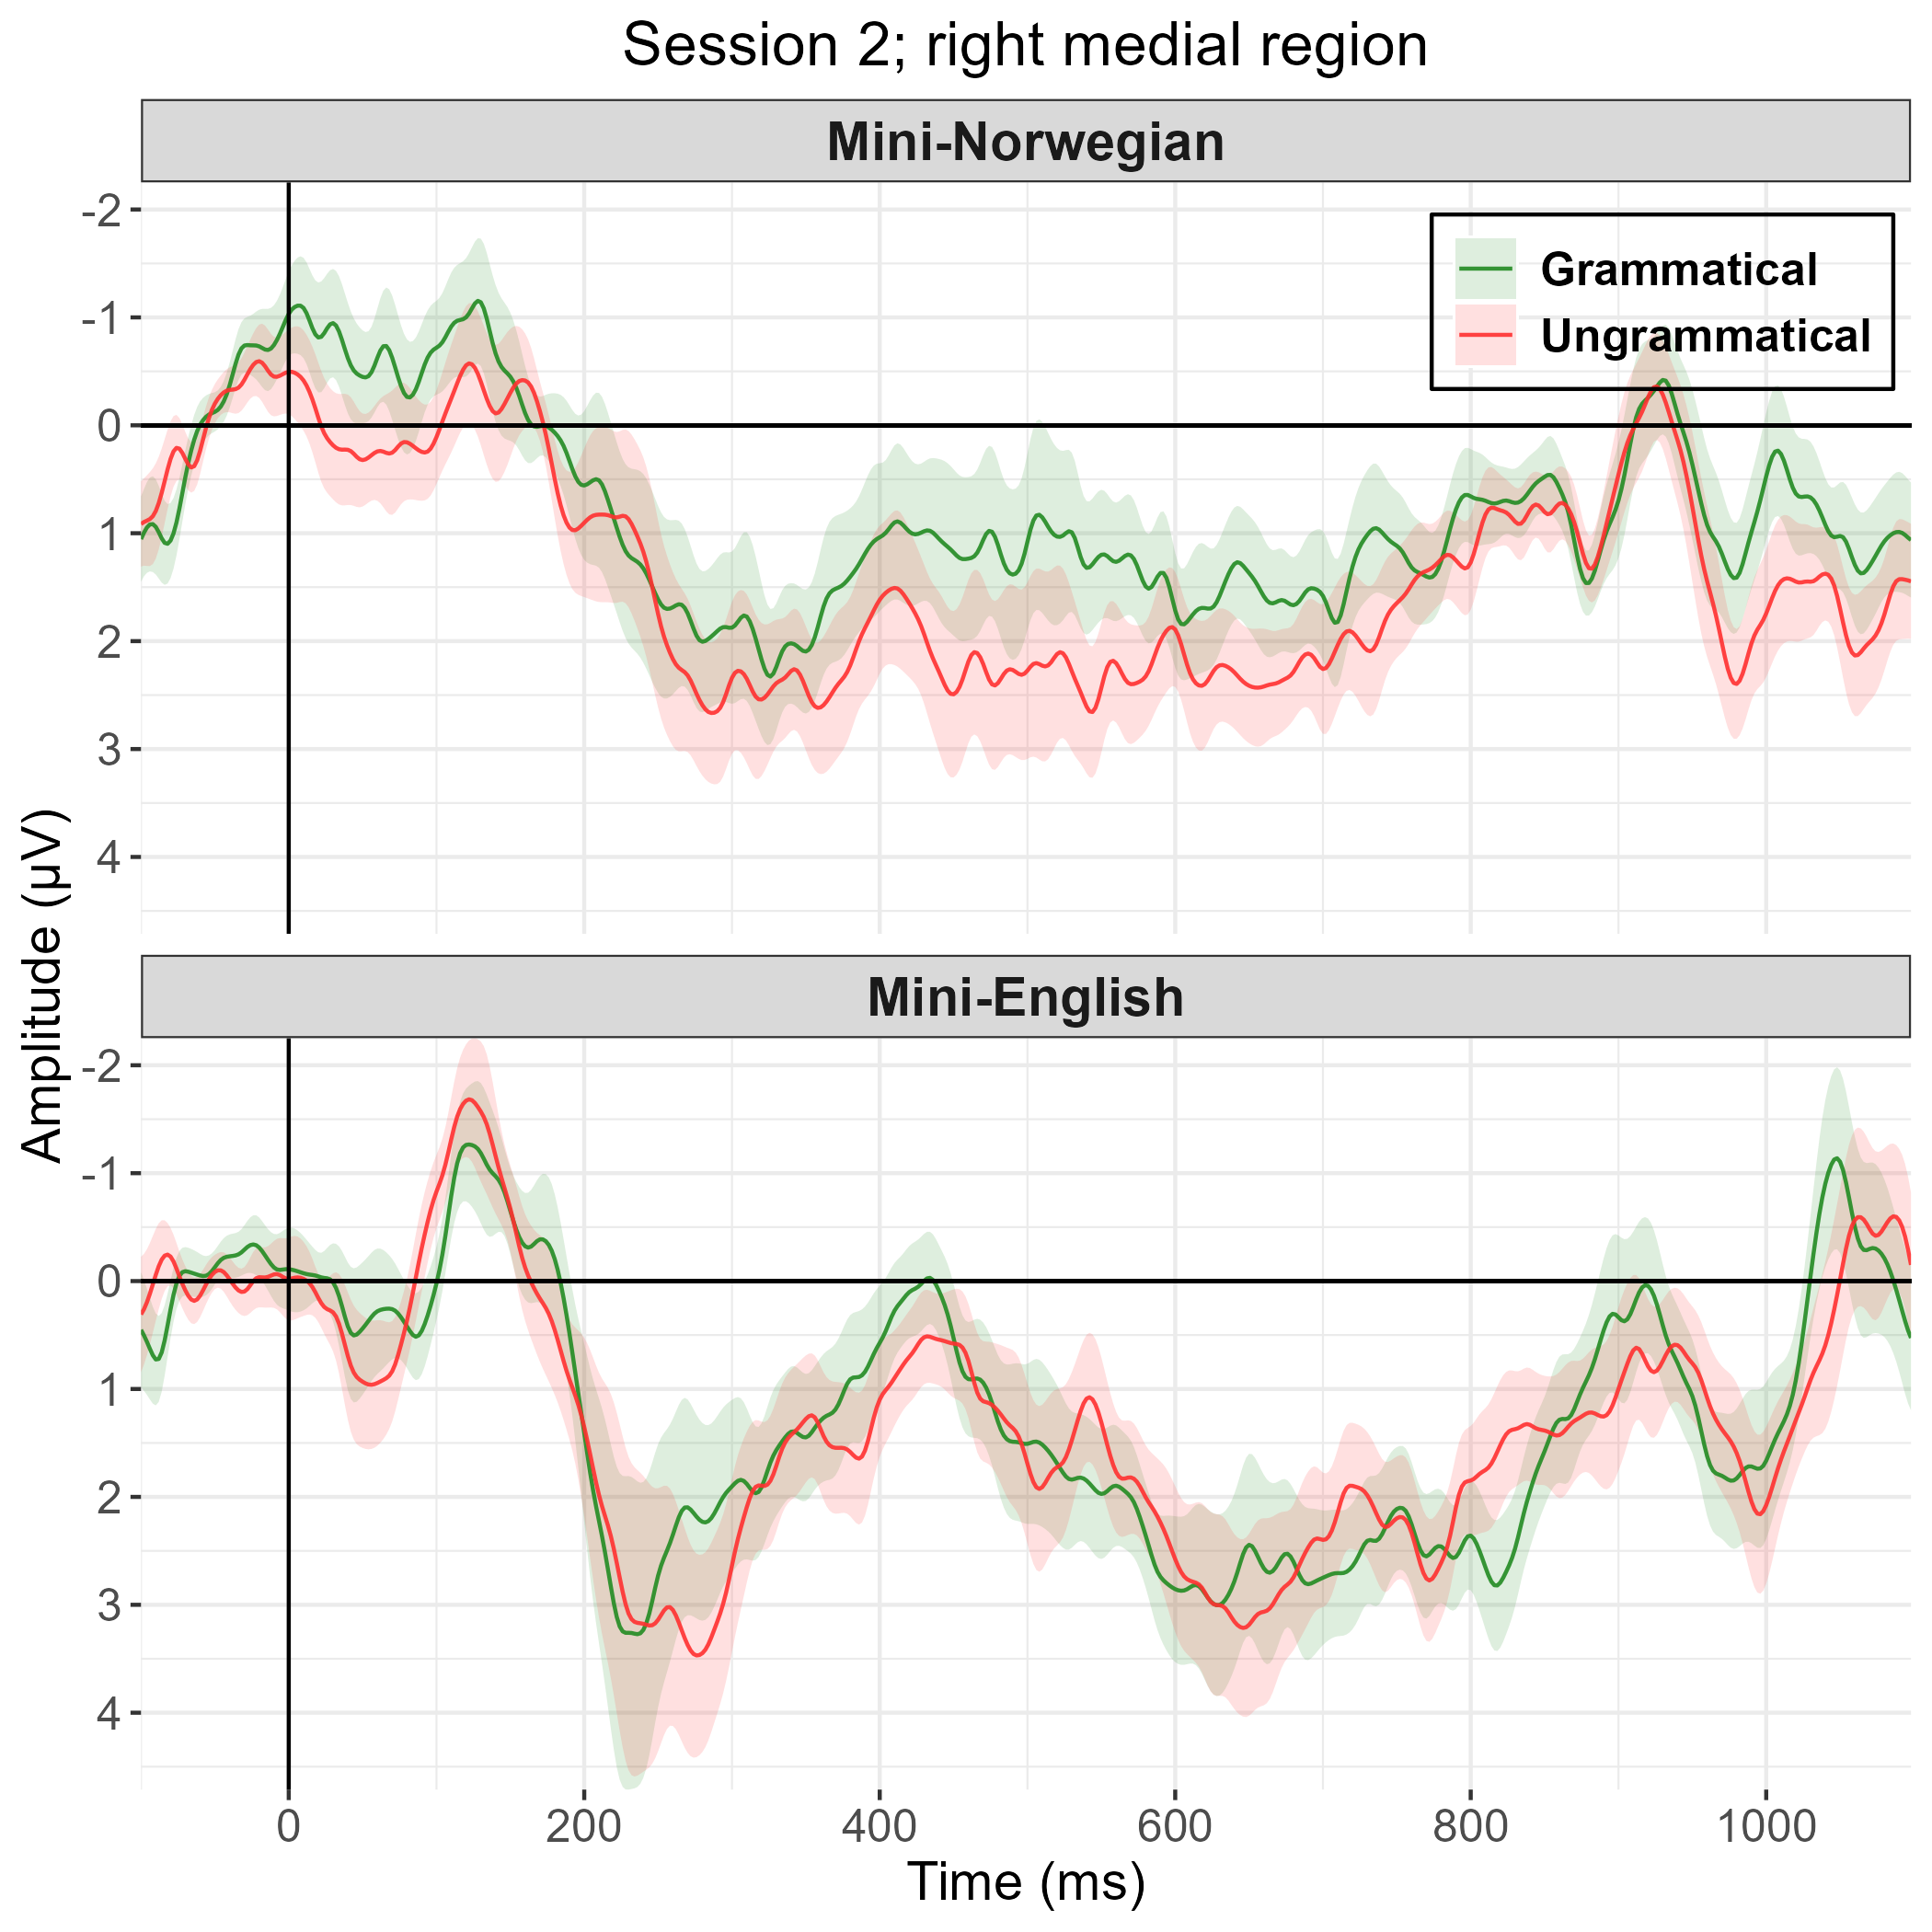 Session 2; right medial region
Mini-Norwegian
-2
-1
0
1
2
3
4
Grammatical
Ungrammatical
Amplitude (µV)
Mini-English
-2
-1
0
1
2
3
4
0 200 400 600 800 1000
Time (ms)